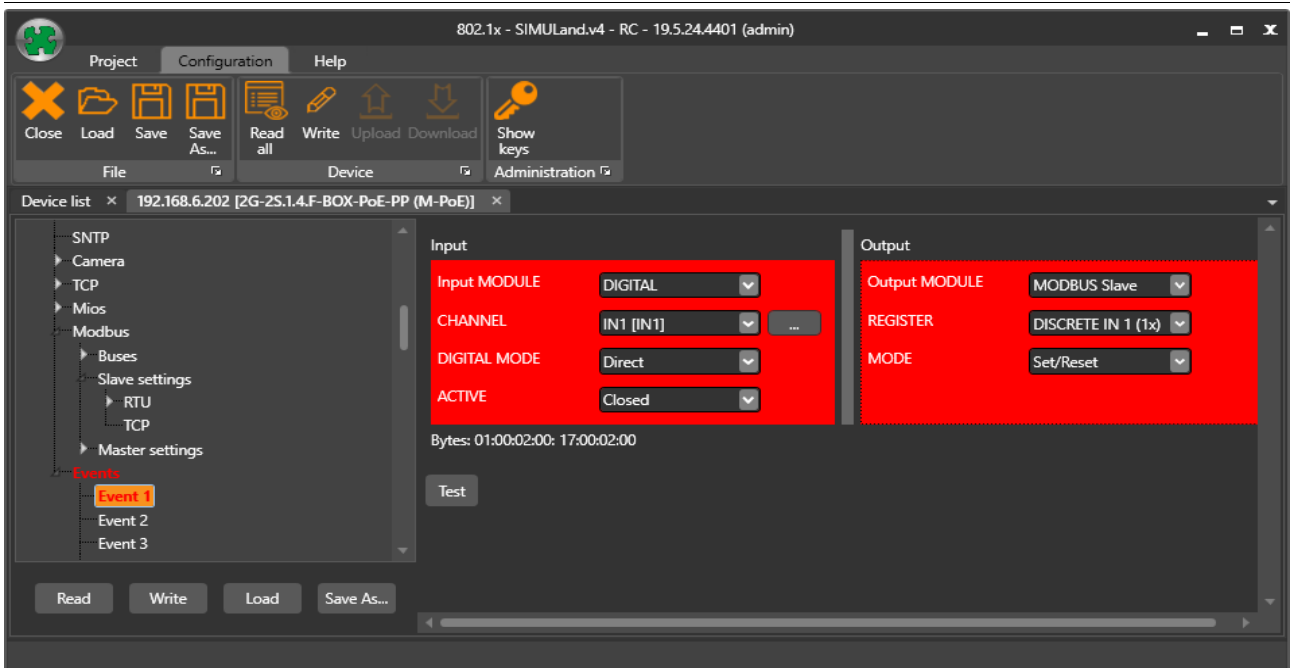 802.1x - SIMULand.v4 - RC - 19.5.24.4401 (admin)
Project Configuration Help
Close Load Save Save As... Read all Write Upload Download Show keys
File Device Administration
Device list × 192.168.6.202 [2G-2S.1.4.F-BOX-PoE-PP (M-PoE)] ×
SNTP
Camera
TCP
Mios
Modbus
Buses
Slave settings
RTU
TCP
Master settings
Events
Event 1
Event 2
Event 3
Read Write Load Save As...
Input
Input MODULE DIGITAL
CHANNEL IN1 [IN1] ...
DIGITAL MODE Direct
ACTIVE Closed
Bytes: 01:00:02:00: 17:00:02:00
Test
Output
Output MODULE MODBUS Slave
REGISTER DISCRETE IN 1 (1x)
MODE Set/Reset